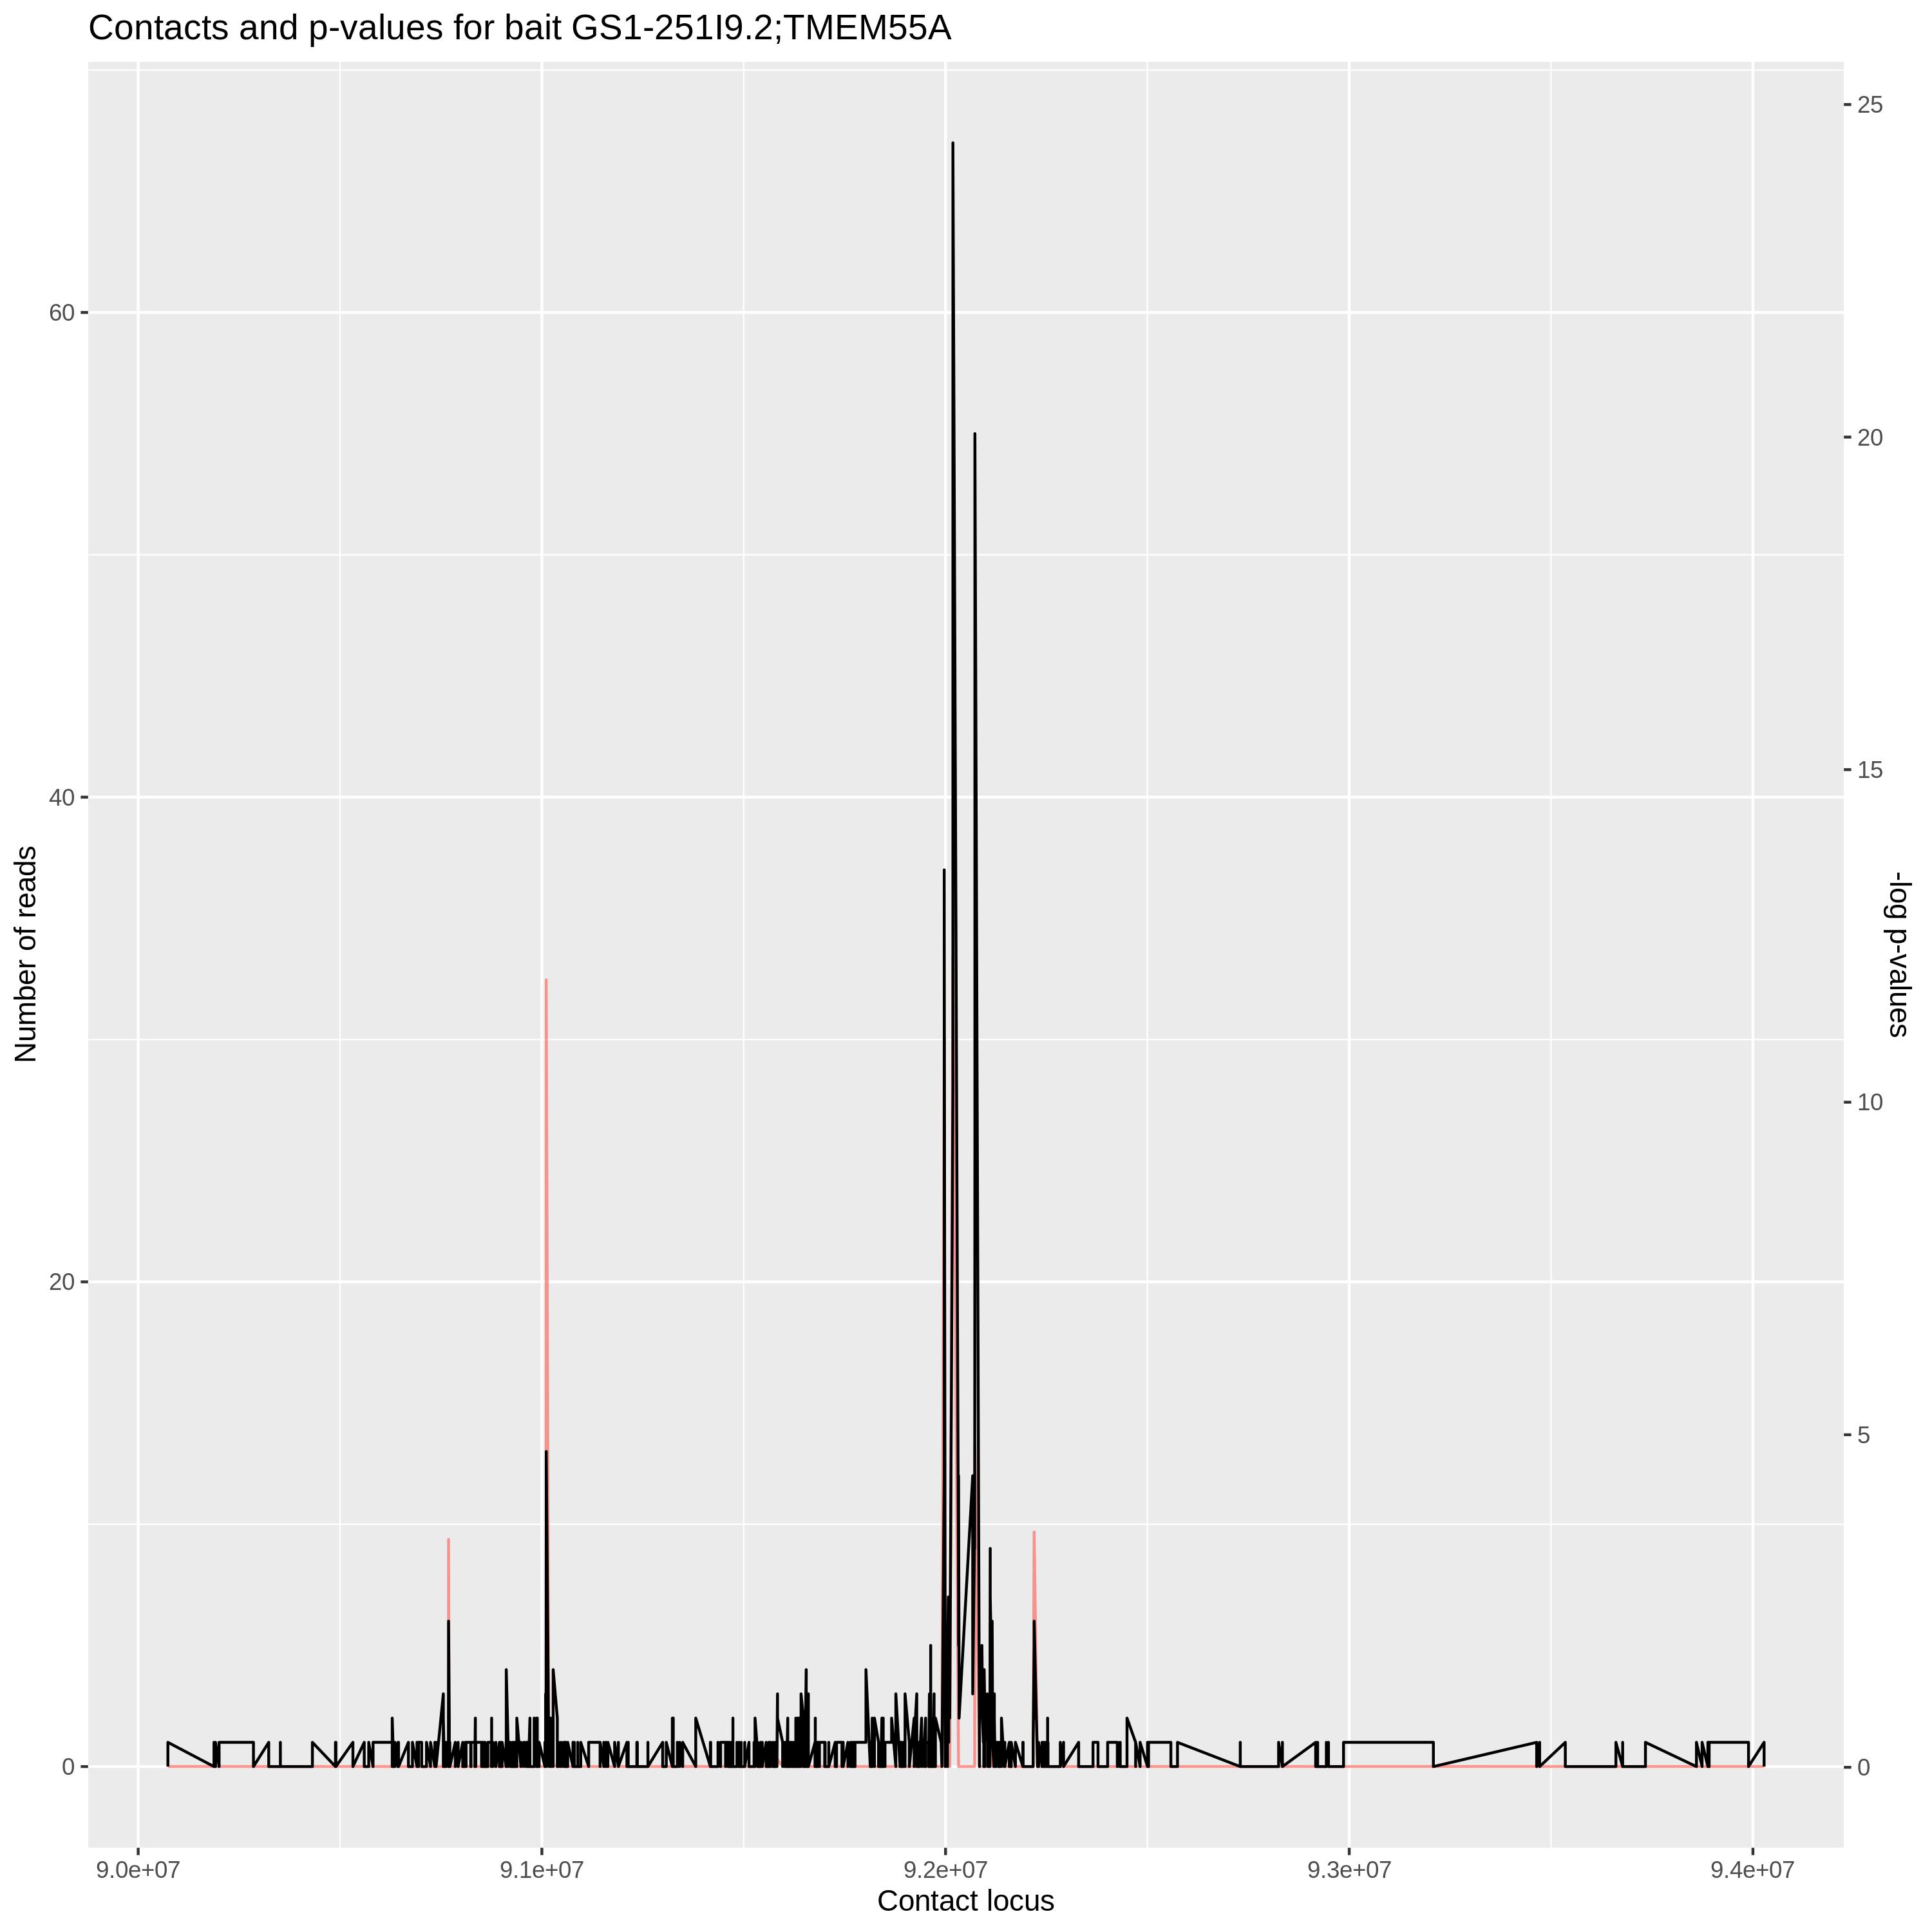 Contacts and p-values for bait GS1-251I9.2;TMEM55A
25
60
20
15
40
Number of reads
-log p-values
10
20
5
0
0
9.0e+07
9.1e+07
9.2e+07
9.3e+07
9.4e+07
Contact locus